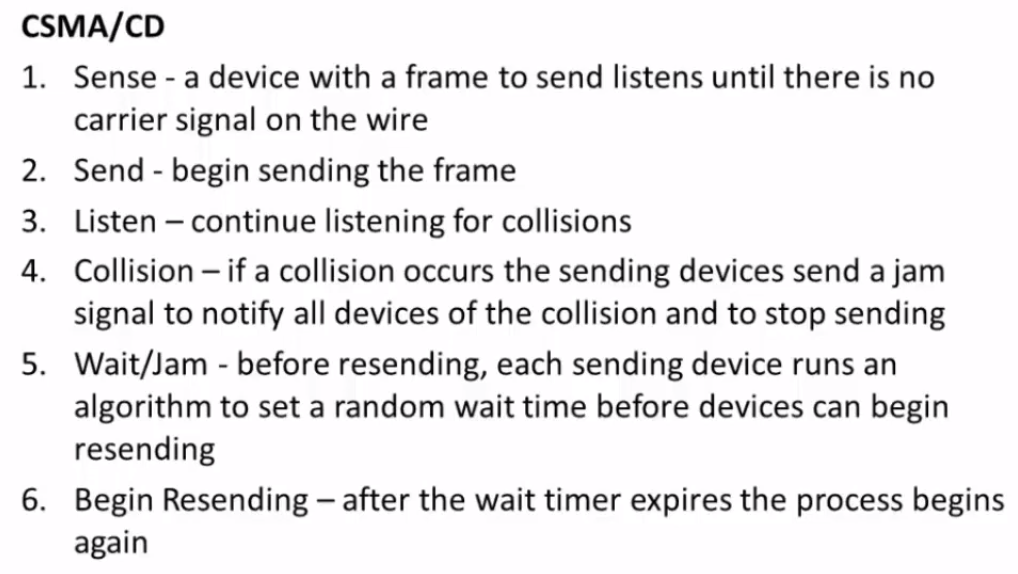 CSMA/CD
1. Sense - a device with a frame to send listens until there is no
carrier signal on the wire
2. Send - begin sending the frame
3. Listen – continue listening for collisions
4. Collision – if a collision occurs the sending devices send a jam
signal to notify all devices of the collision and to stop sending
5. Wait/Jam - before resending, each sending device runs an
algorithm to set a random wait time before devices can begin
resending
6. Begin Resending – after the wait timer expires the process begins
again